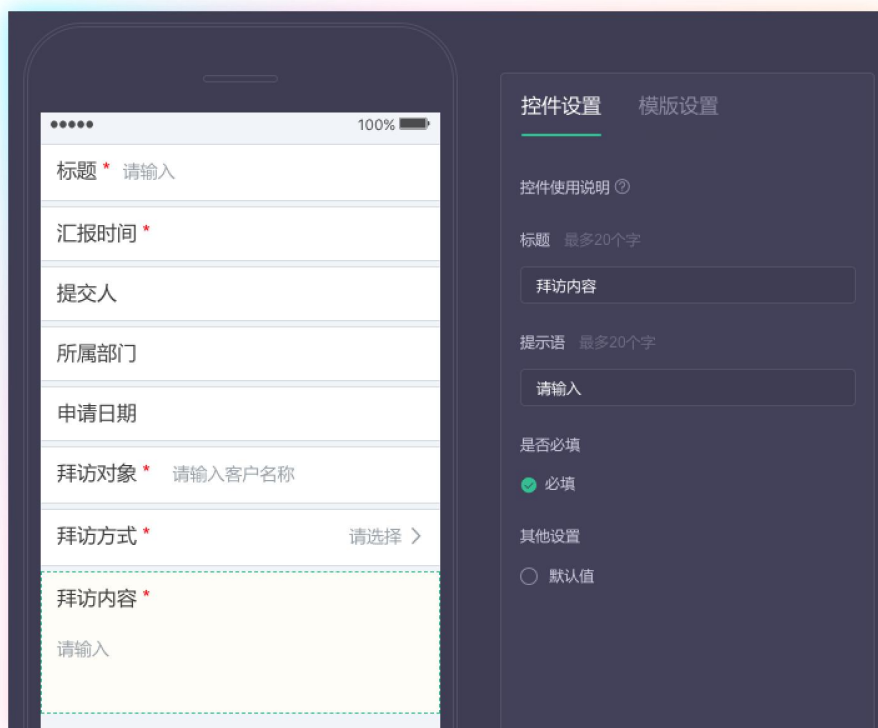 100%
标题 * 请输入
汇报时间 *
提交人
所属部门
申请日期
拜访对象 * 请输入客户名称
拜访方式 * 请选择
拜访内容 *
请输入
控件设置 模版设置
控件使用说明
标题 最多20个字
拜访内容
提示语 最多20个字
请输入
是否必填
必填
其他设置
默认值